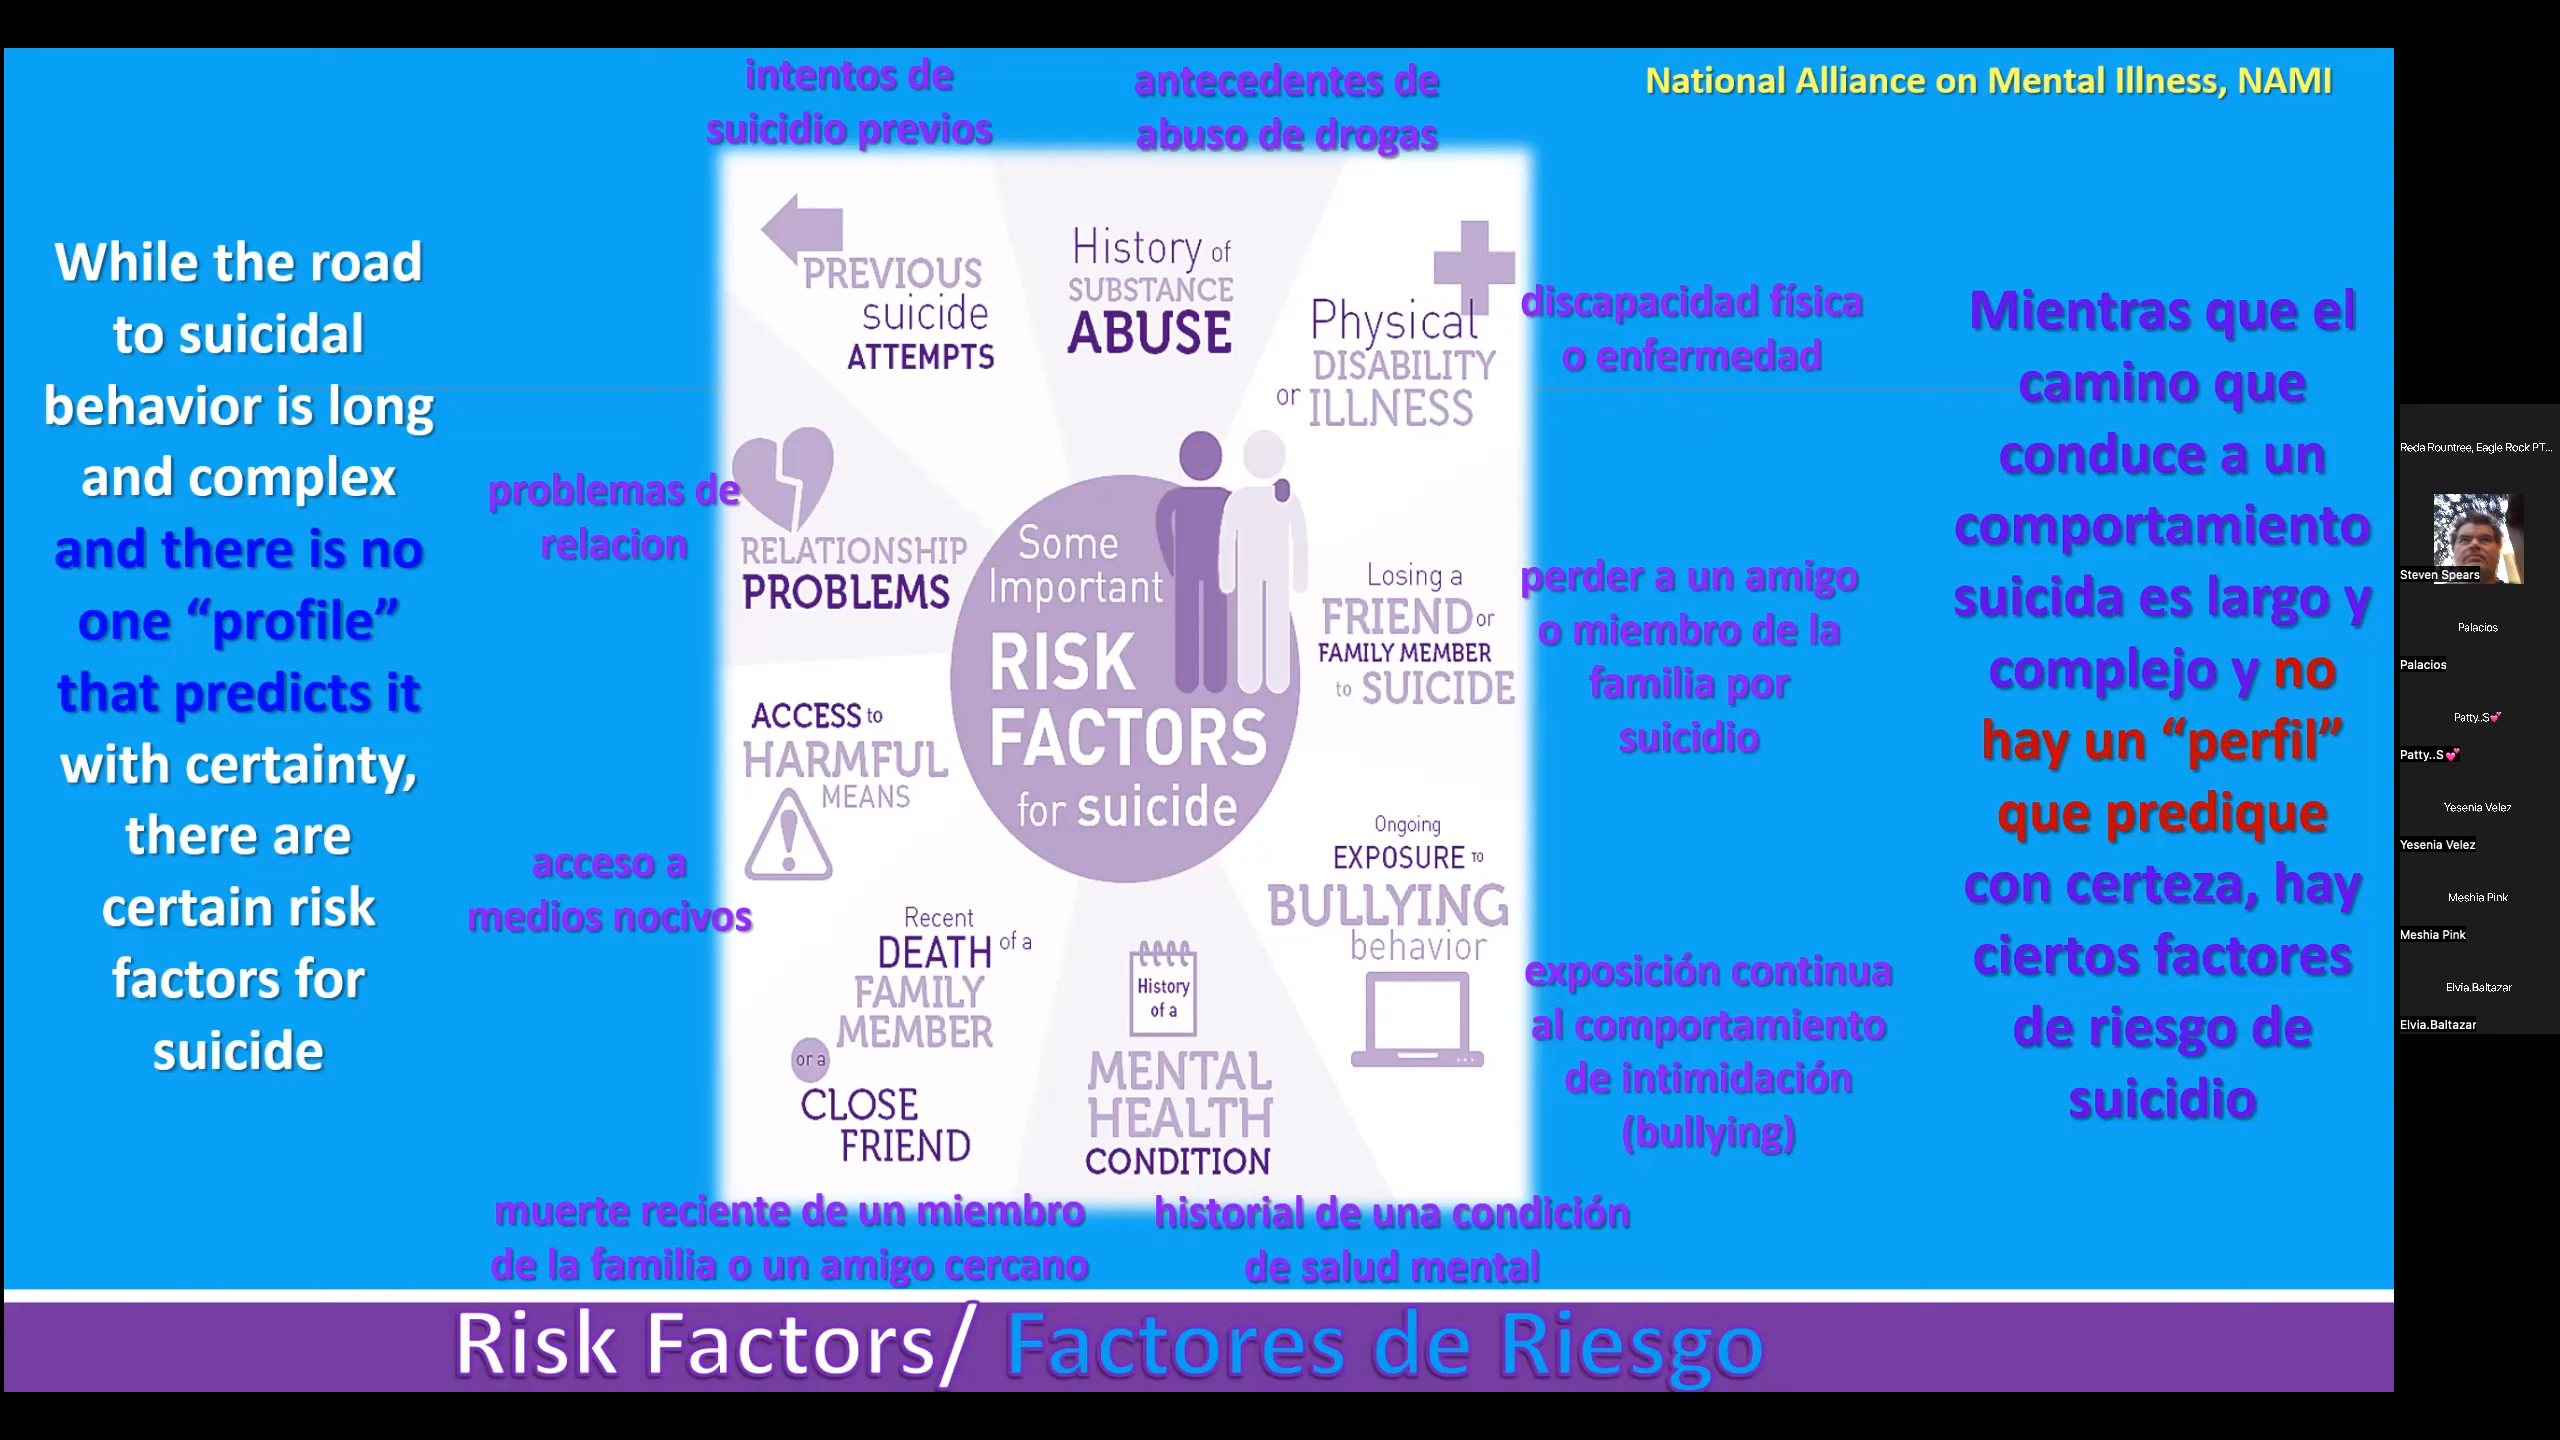 intentos de
suicidio previos
antecedentes de
abuso de drogas
National Alliance on Mental Illness, NAMI
While the road
to suicidal
behavior is long
and complex
and there is no
one “profile”
that predicts it
with certainty,
there are
certain risk
factors for
suicide
problemas de
relacion
acceso a
medios nocivos
PREVIOUS
suicide
ATTEMPTS
History of
SUBSTANCE
ABUSE
Physical
DISABILITY
or ILLNESS
RELATIONSHIP
PROBLEMS
Some
Important
RISK
FACTORS
for suicide
Losing a
FRIEND or
FAMILY MEMBER
to SUICIDE
ACCESS to
HARMFUL
MEANS
Ongoing
EXPOSURE TO
BULLYING
behavior
Recent
DEATH of a
FAMILY
MEMBER
or a
CLOSE
FRIEND
History
of a
MENTAL
HEALTH
CONDITION
discapacidad física
o enfermedad
perder a un amigo
o miembro de la
familia por
suicidio
exposición continua
al comportamiento
de intimidación
(bullying)
muerte reciente de un miembro
de la familia o un amigo cercano
historial de una condición
de salud mental
Mientras que el
camino que
conduce a un
comportamiento
suicida es largo y
complejo y no
hay un “perfil”
que predique
con certeza, hay
ciertos factores
de riesgo de
suicidio
Risk Factors/ Factores de Riesgo
Reda Rountree, Eagle Rock PT...
Steven Spears
Palacios
Palacios
Patty..S💕
Patty..S💕
Yesenia Velez
Yesenia Velez
Meshia Pink
Meshia Pink
Elvia.Baltazar
Elvia.Baltazar